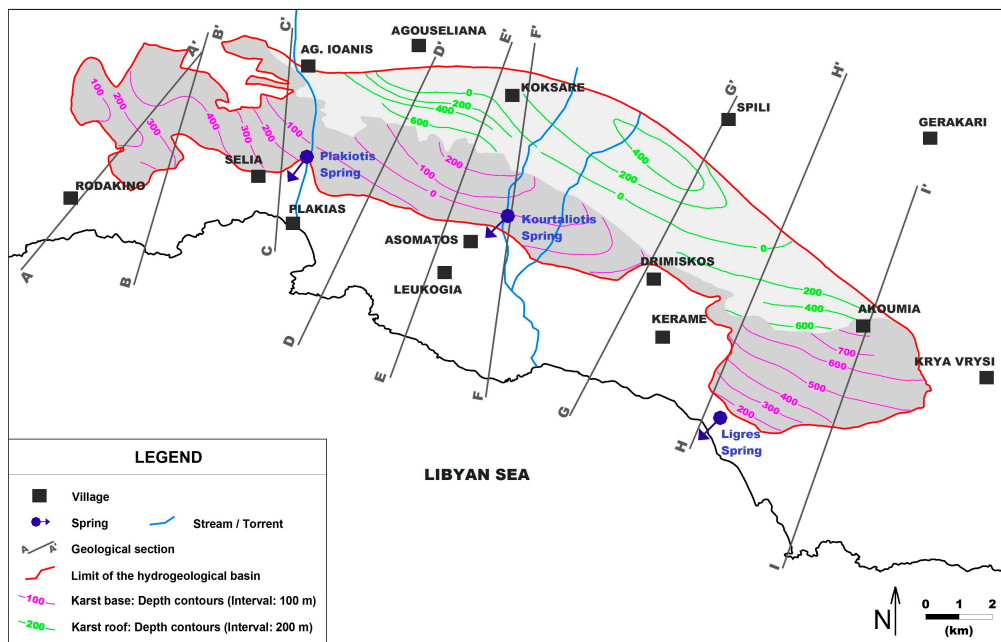 A'
B'
C'
D'
E'
F'
G'
H'
I'
AGOUSELIANA
AG. IOANIS
KOKSARE
SPILI
GERAKARI
RODAKINO
SELIA
PLAKIAS
ASOMATOS
LEUKOGIA
DRIMISKOS
KERAME
AKOUMIA
KRYA VRYSI
Plakiotis
Spring
Kourtaliotis
Spring
Ligres
Spring
100
200
300
400
300
200
100
0
200
400
600
200
100
0
400
200
0
0
200
400
600
700
600
500
400
300
200
A
B
C
D
E
F
G
H
I
LIBYAN SEA
LEGEND
Village
Spring
Stream / Torrent
A A' Geological section
Limit of the hydrogeological basin
100 Karst base: Depth contours (Interval: 100 m)
200 Karst roof: Depth contours (Interval: 200 m)
N
0 1 2
(km)